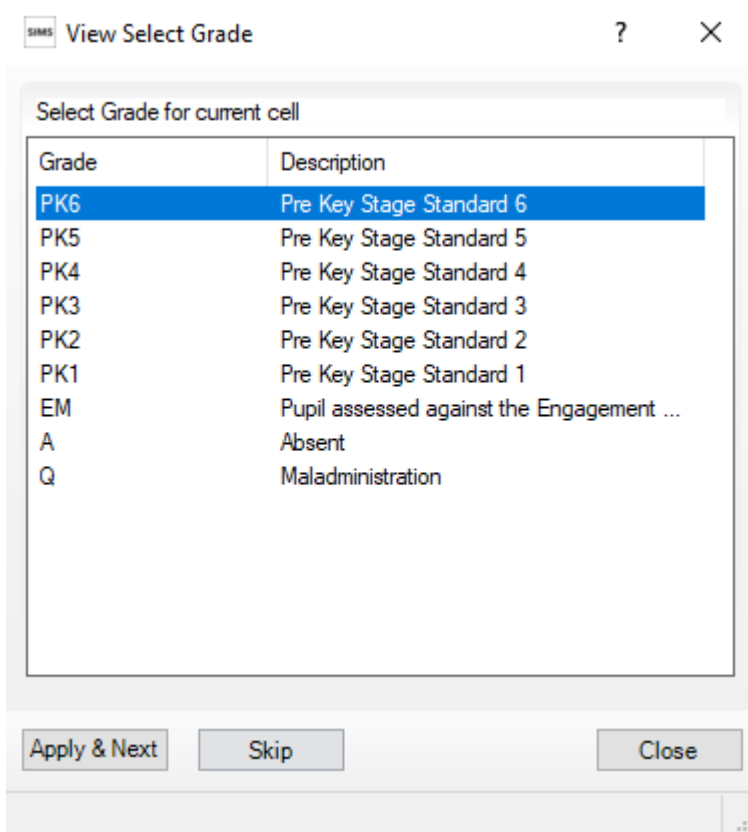 SIMS View Select Grade ? X
Select Grade for current cell
Grade Description
PK6 Pre Key Stage Standard 6
PK5 Pre Key Stage Standard 5
PK4 Pre Key Stage Standard 4
PK3 Pre Key Stage Standard 3
PK2 Pre Key Stage Standard 2
PK1 Pre Key Stage Standard 1
EM Pupil assessed against the Engagement ...
A Absent
Q Maladministration
Apply & Next Skip Close